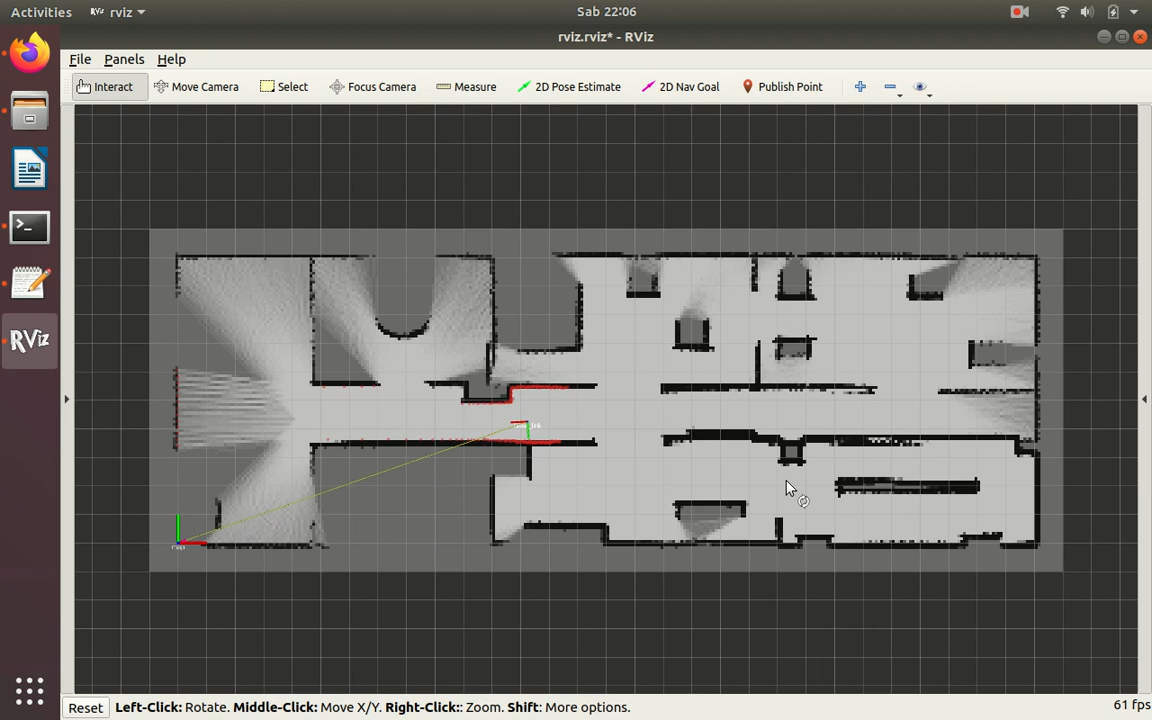 Activities
rviz
Sab 22:06
rviz.rviz* - RViz
File Panels Help
Interact Move Camera Select Focus Camera Measure 2D Pose Estimate 2D Nav Goal Publish Point
RViz
map
Reset Left-Click: Rotate. Middle-Click: Move X/Y. Right-Click:: Zoom. Shift: More options.
61 fps